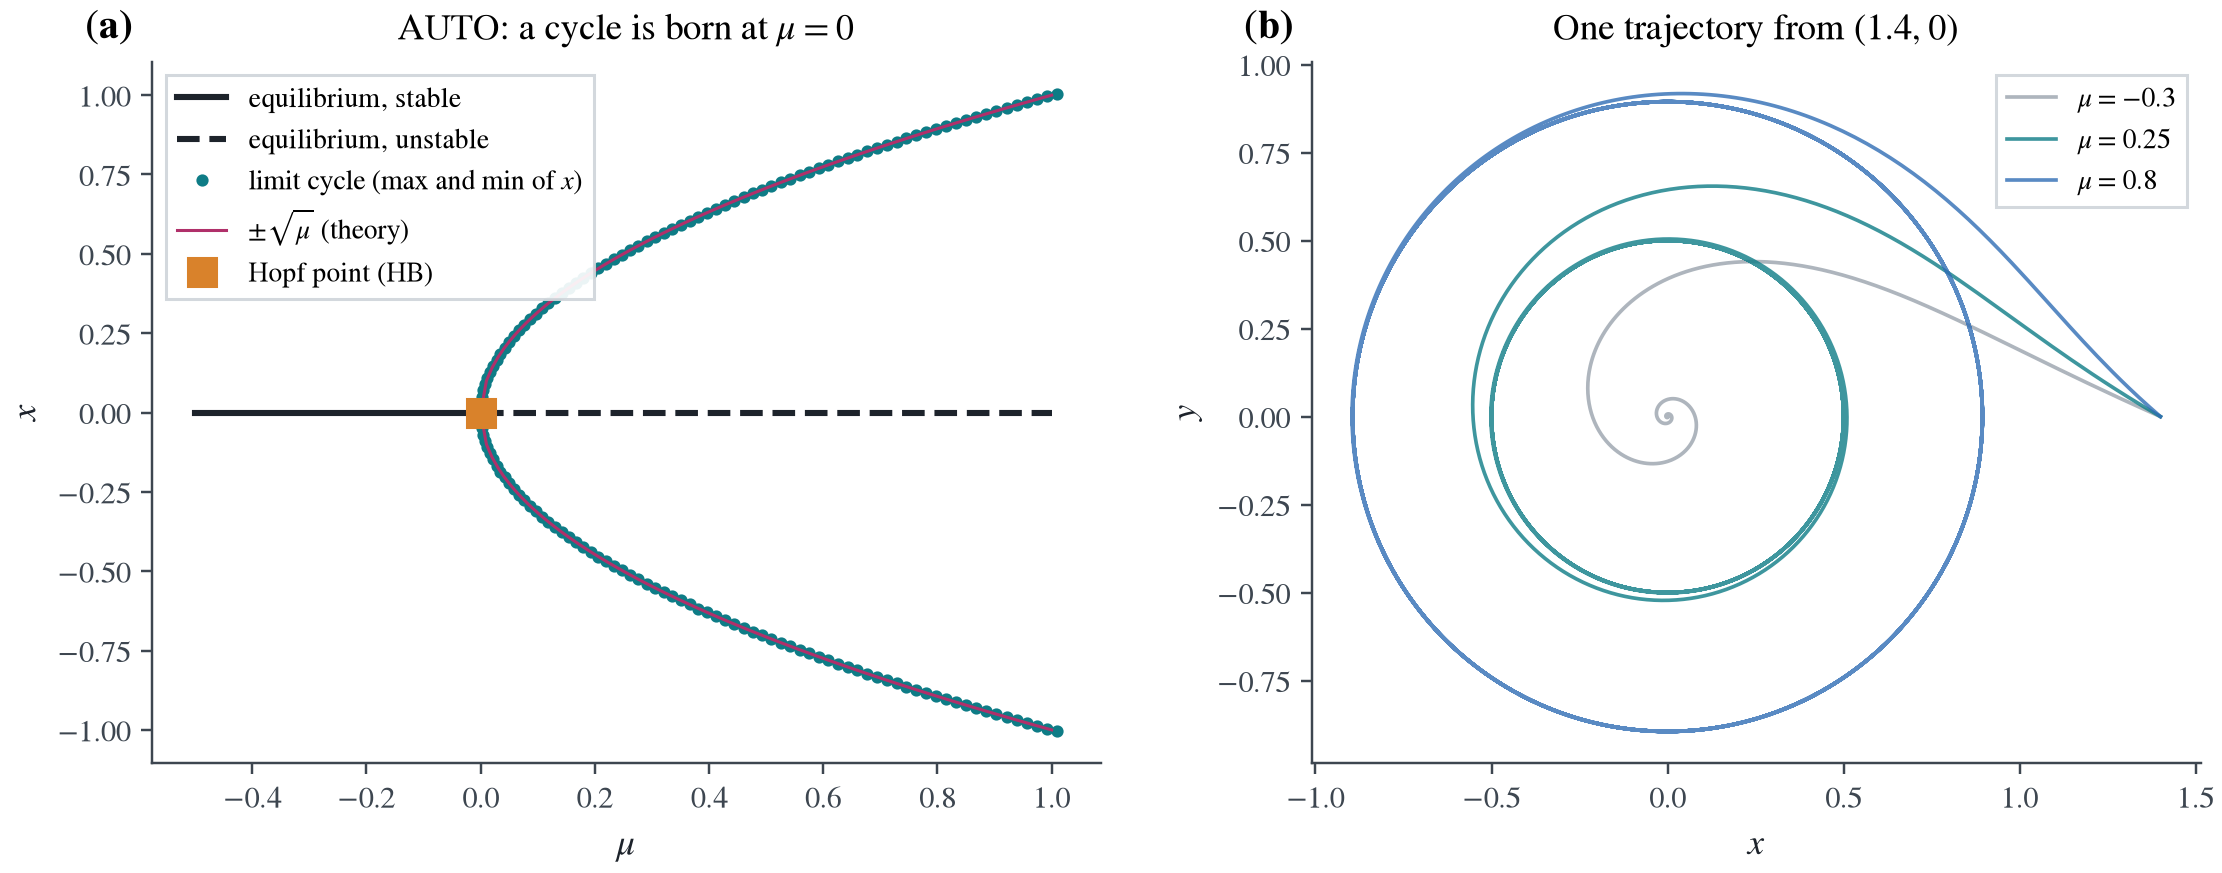 (a)
AUTO: a cycle is born at μ = 0
equilibrium, stable
equilibrium, unstable
limit cycle (max and min of x)
±√μ (theory)
Hopf point (HB)
1.00
0.75
0.50
0.25
0.00
−0.25
−0.50
−0.75
−1.00
x
−0.4 −0.2 0.0 0.2 0.4 0.6 0.8 1.0
μ
(b)
One trajectory from (1.4, 0)
μ = −0.3
μ = 0.25
μ = 0.8
1.00
0.75
0.50
0.25
0.00
−0.25
−0.50
−0.75
y
−1.0 −0.5 0.0 0.5 1.0 1.5
x